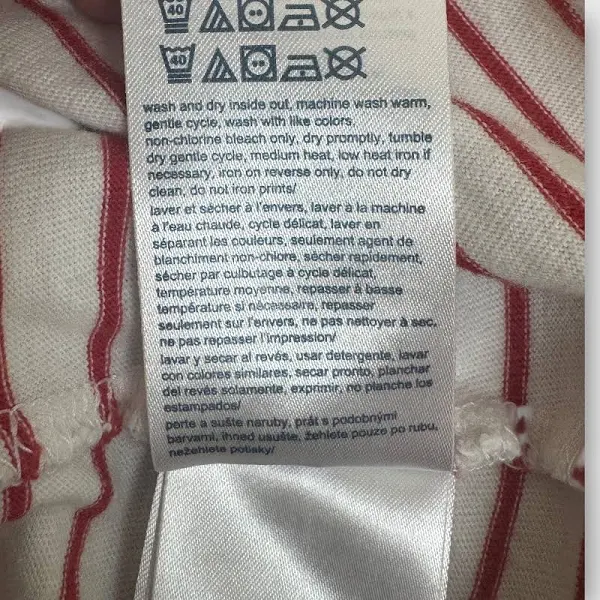 40
40
wash and dry inside out, machine wash warm,
gentle cycle, wash with like colors,
non-chlorine bleach only, dry promptly, tumble
dry gentle cycle, medium heat, low heat iron if
necessary, iron on reverse only, do not dry
clean, do not iron prints/
laver et sécher à l'envers, laver à la machine
à l'eau chaude, cycle délicat, laver en
séparant les couleurs, seulement agent de
blanchiment non-chlore, sécher rapidement,
sécher par culbutage à cycle délicat,
température moyenne, repasser à basse
température si nécessaire, repasser
seulement sur l'envers, ne pas nettoyer à sec,
ne pas repasser l'impression/
lavar y secar al revés, usar detergente, lavar
con colores similares, secar pronto, planchar
del revés solamente, exprimir, no planche los
estampados/
perte a sušte naruby, prát s podobnými
barvami, ihned usušte, žehlete pouze po rubu,
nežehlete potisky/